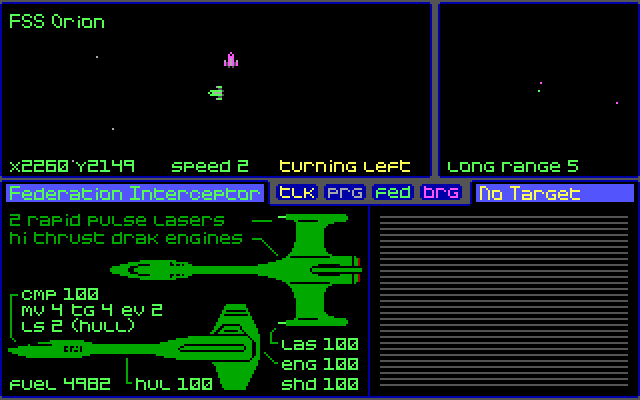 FSS Orion
x2260 y2149 speed 2 turning Left
Long range 5
Federation Interceptor tlk prg fed brg No Target
2 rapid pulse lasers
hi thrust drak engines
cmp 100
mv 4 tg 4 ev 2
ls 2 (hull)
las 100
eng 100
fuel 4982 hul 100 shd 100